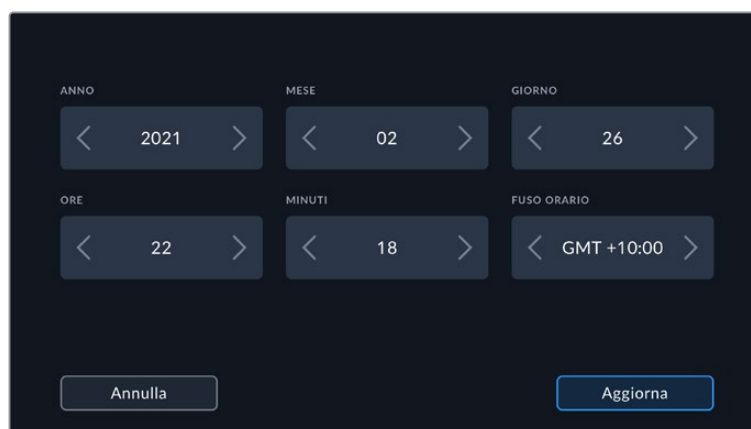 ANNO MESE GIORNO
2021 02 26
ORE MINUTI FUSO ORARIO
22 18 GMT +10:00
Annulla Aggiorna